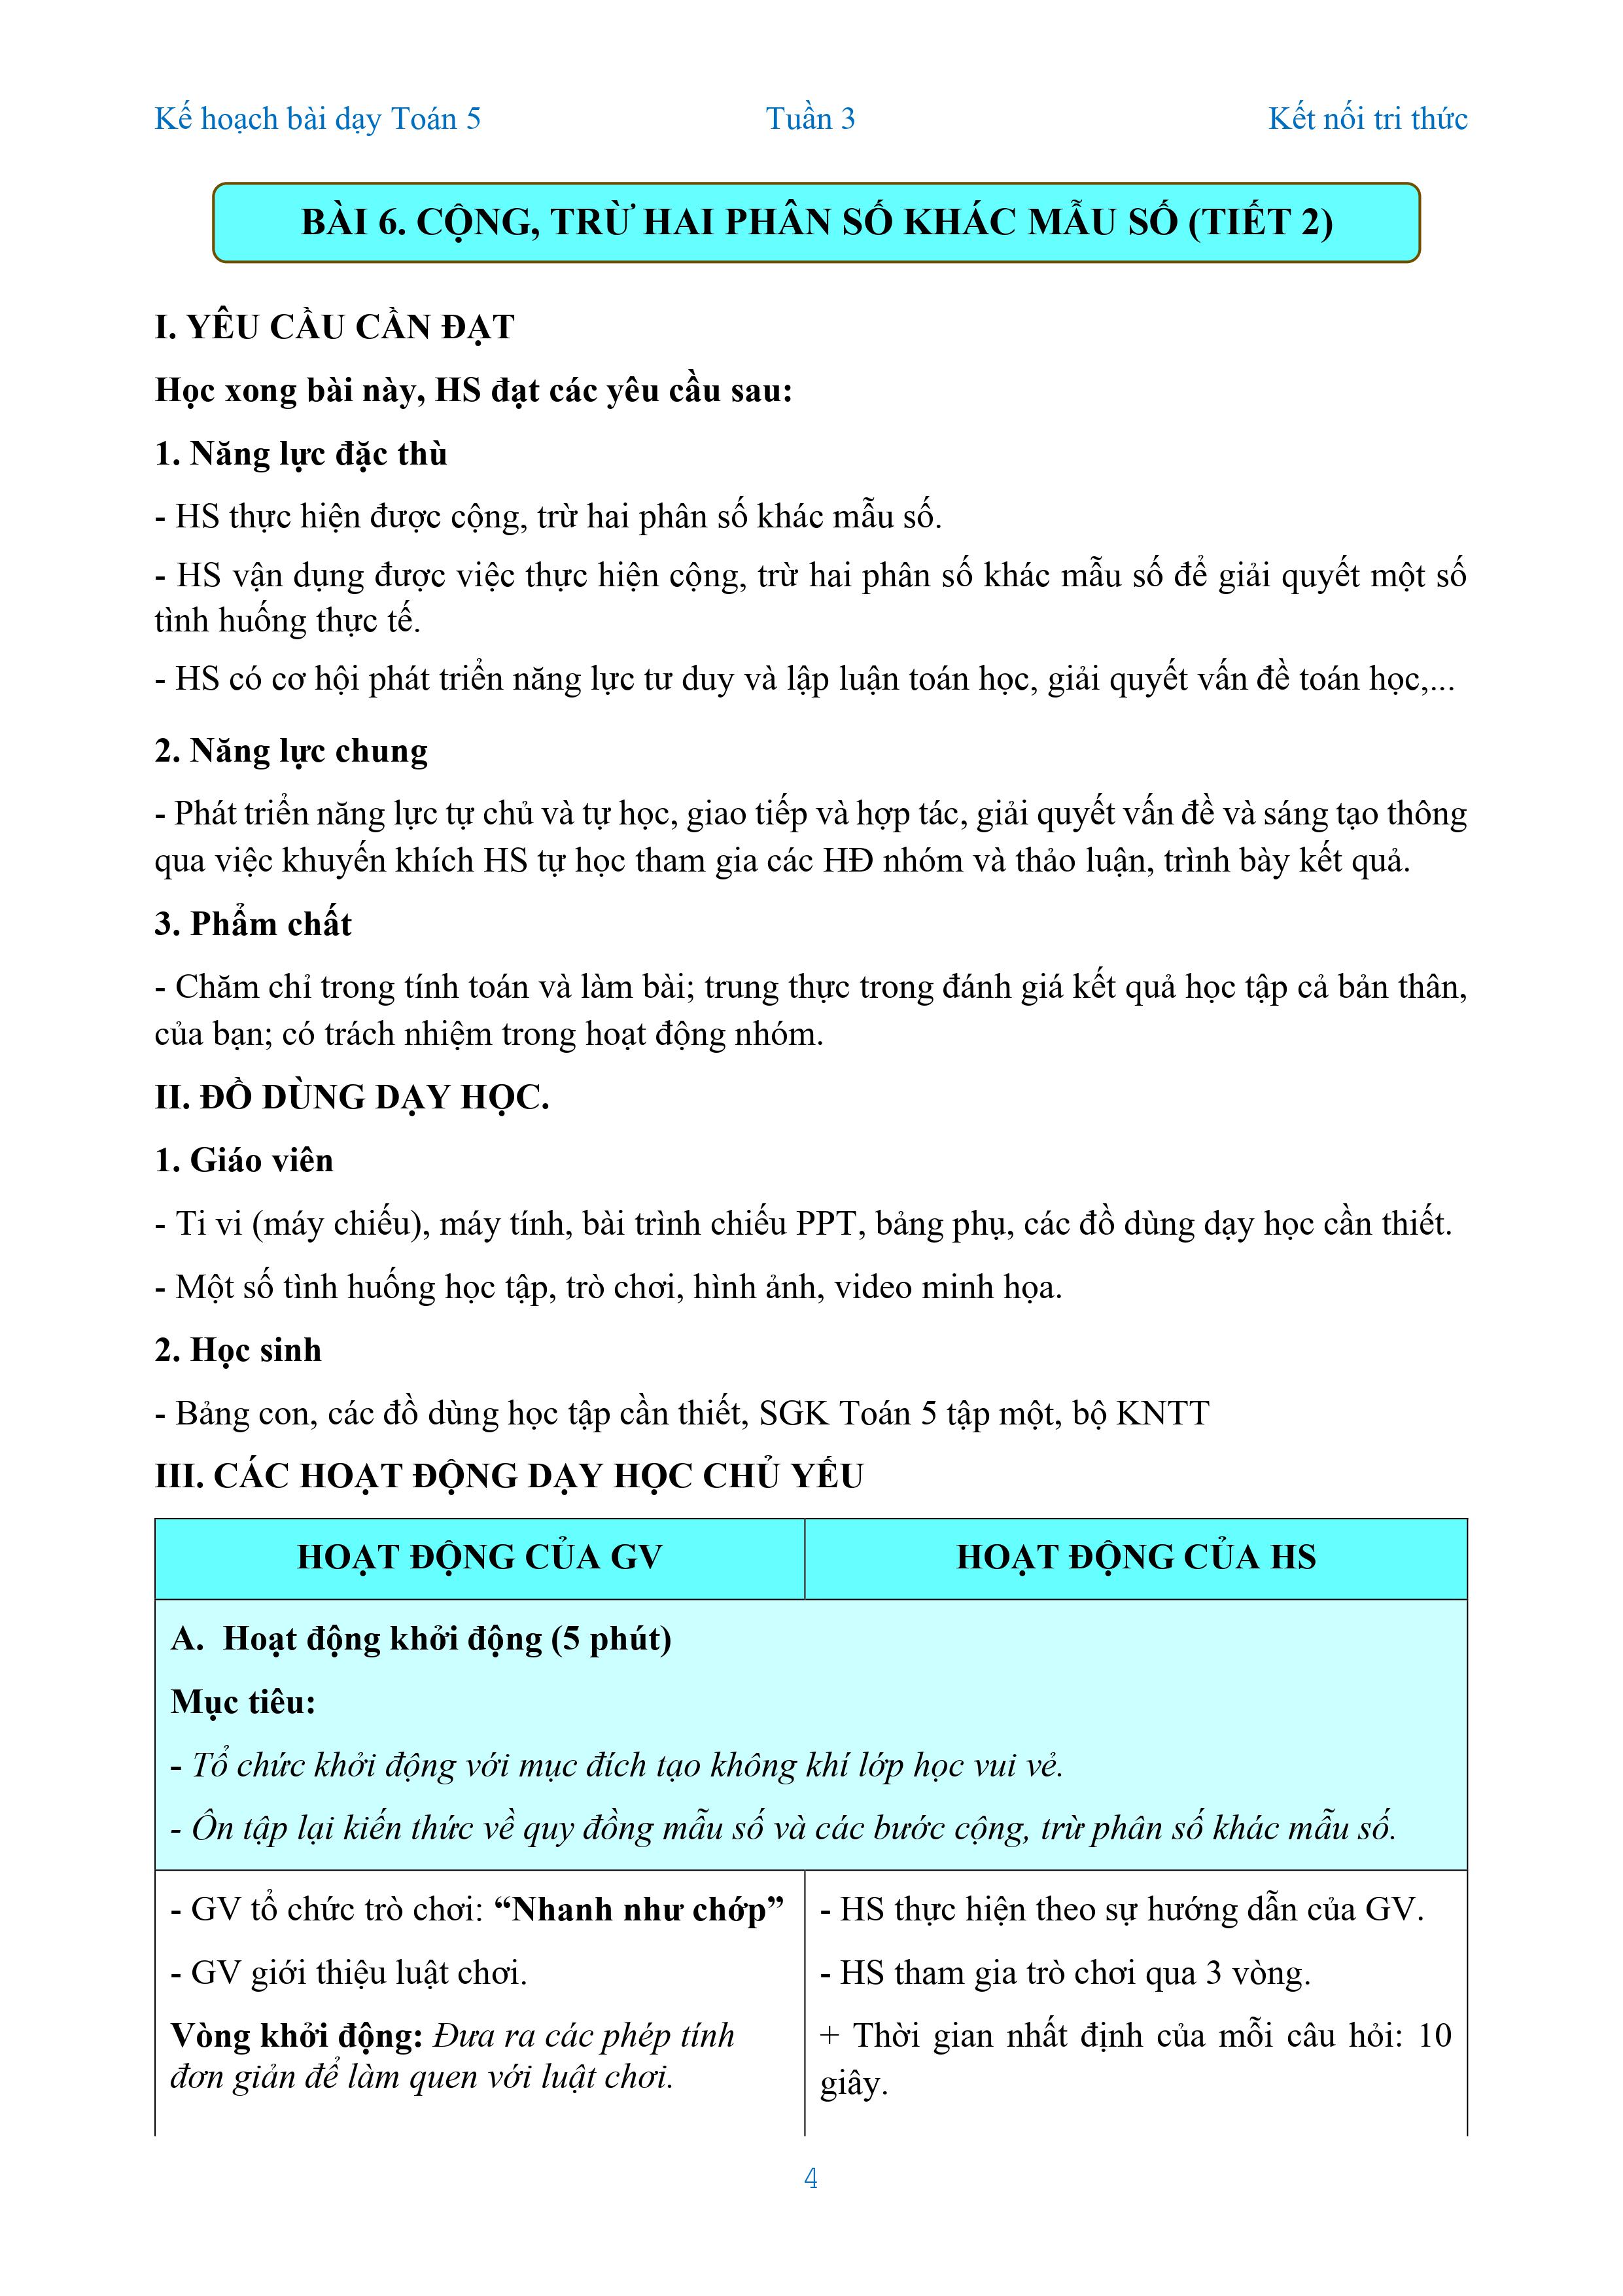 Kế hoạch bài dạy Toán 5 Tuần 3 Kết nối tri thức
BÀI 6. CỘNG, TRỪ HAI PHÂN SỐ KHÁC MẪU SỐ (TIẾT 2)
I. YÊU CẦU CẦN ĐẠT
Học xong bài này, HS đạt các yêu cầu sau:
1. Năng lực đặc thù
- HS thực hiện được cộng, trừ hai phân số khác mẫu số.
- HS vận dụng được việc thực hiện cộng, trừ hai phân số khác mẫu số để giải quyết một số
tình huống thực tế.
- HS có cơ hội phát triển năng lực tư duy và lập luận toán học, giải quyết vấn đề toán học,...
2. Năng lực chung
- Phát triển năng lực tự chủ và tự học, giao tiếp và hợp tác, giải quyết vấn đề và sáng tạo thông
qua việc khuyến khích HS tự học tham gia các HĐ nhóm và thảo luận, trình bày kết quả.
3. Phẩm chất
- Chăm chỉ trong tính toán và làm bài; trung thực trong đánh giá kết quả học tập cả bản thân,
của bạn; có trách nhiệm trong hoạt động nhóm.
II. ĐỒ DÙNG DẠY HỌC.
1. Giáo viên
- Ti vi (máy chiếu), máy tính, bài trình chiếu PPT, bảng phụ, các đồ dùng dạy học cần thiết.
- Một số tình huống học tập, trò chơi, hình ảnh, video minh họa.
2. Học sinh
- Bảng con, các đồ dùng học tập cần thiết, SGK Toán 5 tập một, bộ KNTT
III. CÁC HOẠT ĐỘNG DẠY HỌC CHỦ YẾU
HOẠT ĐỘNG CỦA GV HOẠT ĐỘNG CỦA HS
A. Hoạt động khởi động (5 phút)
Mục tiêu:
- Tổ chức khởi động với mục đích tạo không khí lớp học vui vẻ.
- Ôn tập lại kiến thức về quy đồng mẫu số và các bước cộng, trừ phân số khác mẫu số.
- GV tổ chức trò chơi: “Nhanh như chớp”
- GV giới thiệu luật chơi.
Vòng khởi động: Đưa ra các phép tính
đơn giản để làm quen với luật chơi.
- HS thực hiện theo sự hướng dẫn của GV.
- HS tham gia trò chơi qua 3 vòng.
+ Thời gian nhất định của mỗi câu hỏi: 10
giây.
4